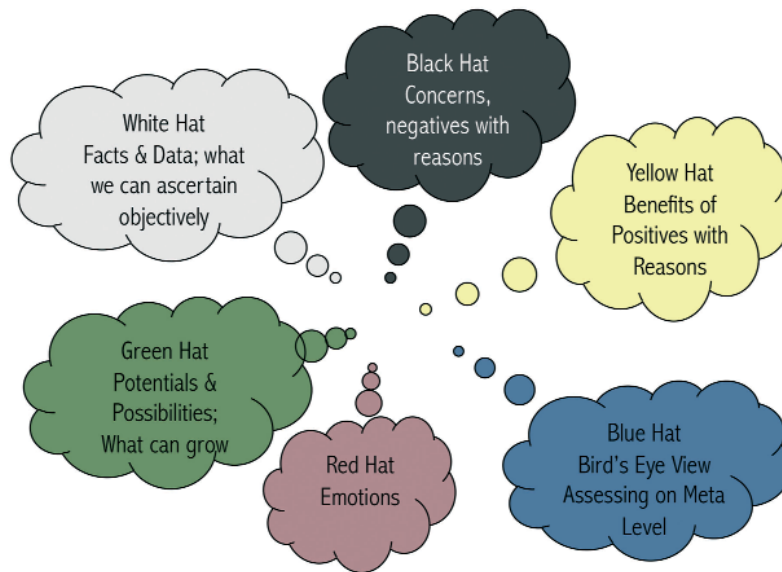 White Hat
Facts & Data; what
we can ascertain
objectively
Black Hat
Concerns,
negatives with
reasons
Yellow Hat
Benefits of
Positives with
Reasons
Green Hat
Potentials &
Possibilities;
What can grow
Red Hat
Emotions
Blue Hat
Bird's Eye View
Assessing on Meta
Level